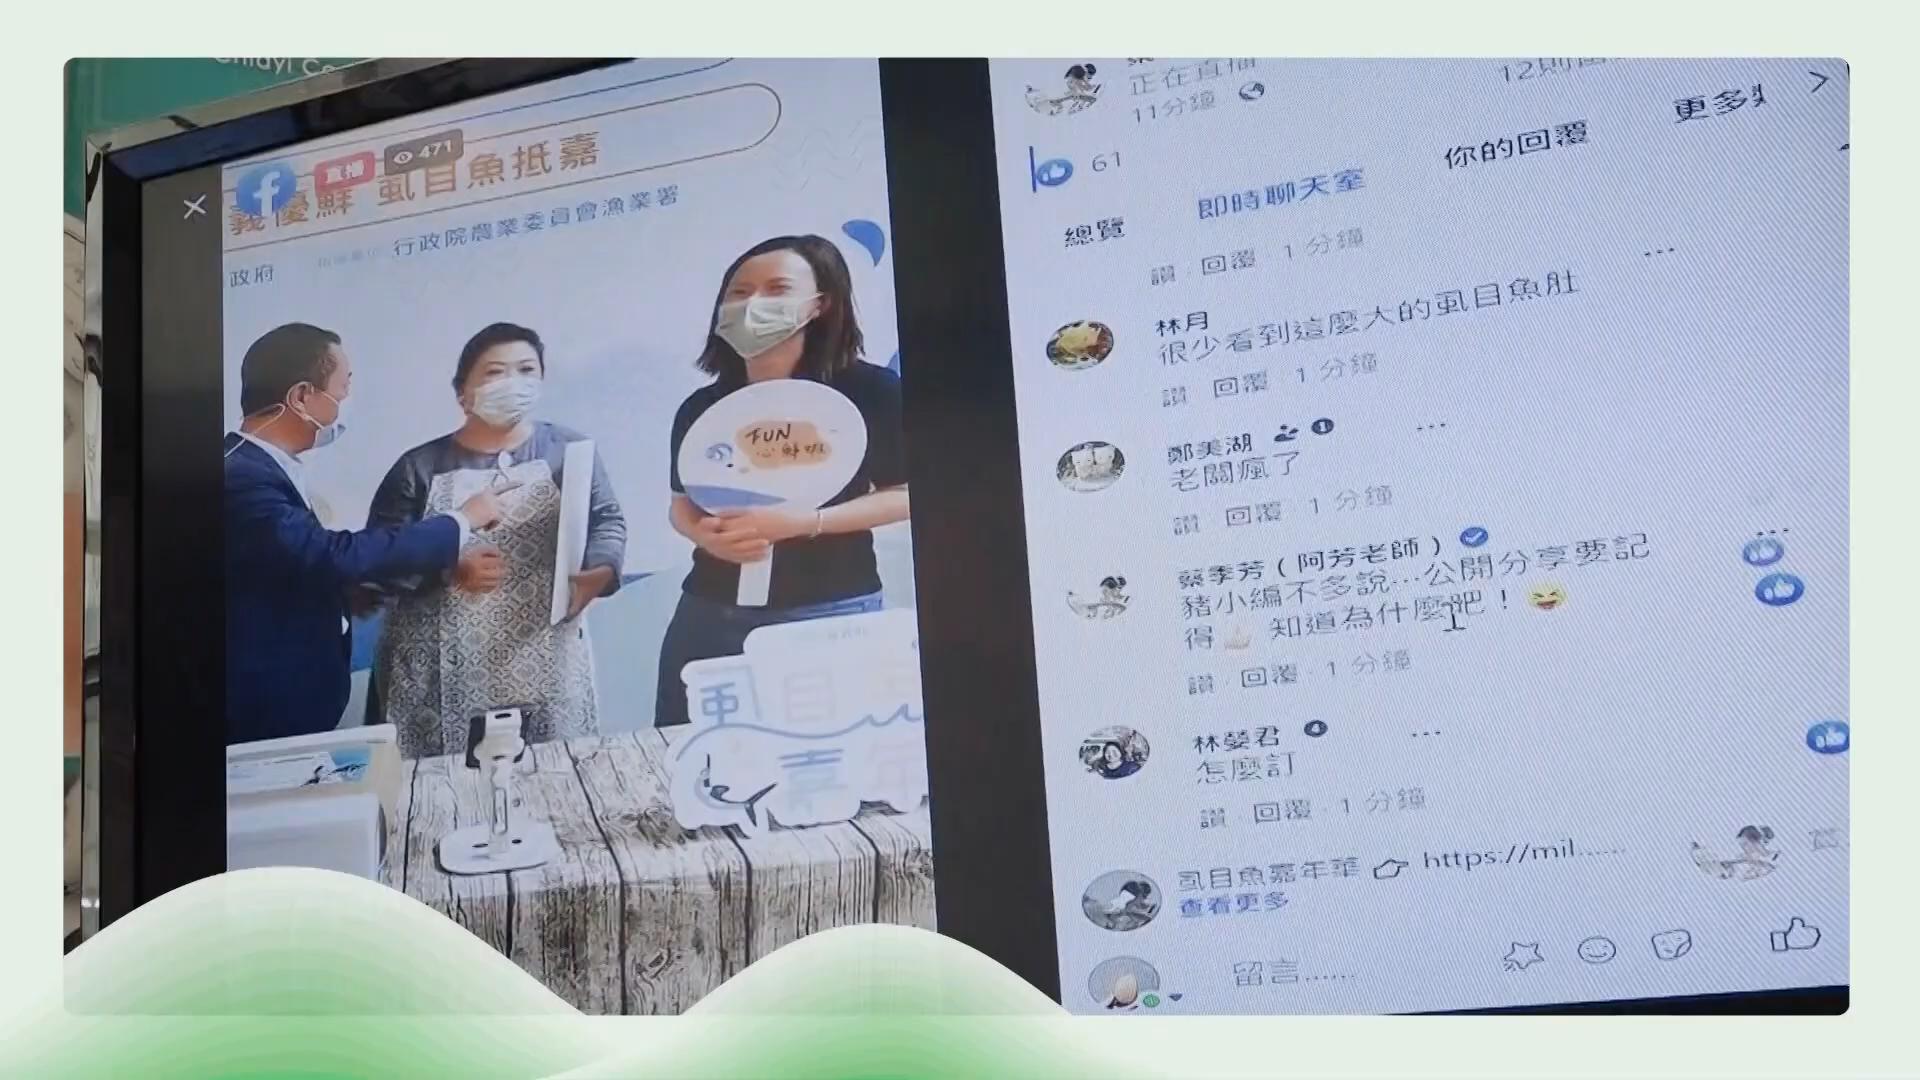 Chiayi Co
直播
471
義優鮮 虱目魚抵嘉
行政院農業委員會漁業署
政府
FUN
虱目
嘉年
正在直播
11分鐘
61
你的回覆
總覽
即時聊天室
讚 回覆 1 分鐘
林月
很少看到這麼大的虱目魚肚
讚 回覆 1 分鐘
鄭美湖
老闆瘋了
讚 回覆 1 分鐘
蔡季芳(阿芳老師)
豬小編不多說…公開分享要記
得 知道為什麼吧！
讚 回覆 1 分鐘
林嫈君
怎麼訂
讚 回覆 1 分鐘
虱目魚嘉年華 👉 https://mil......
查看更多
留言......